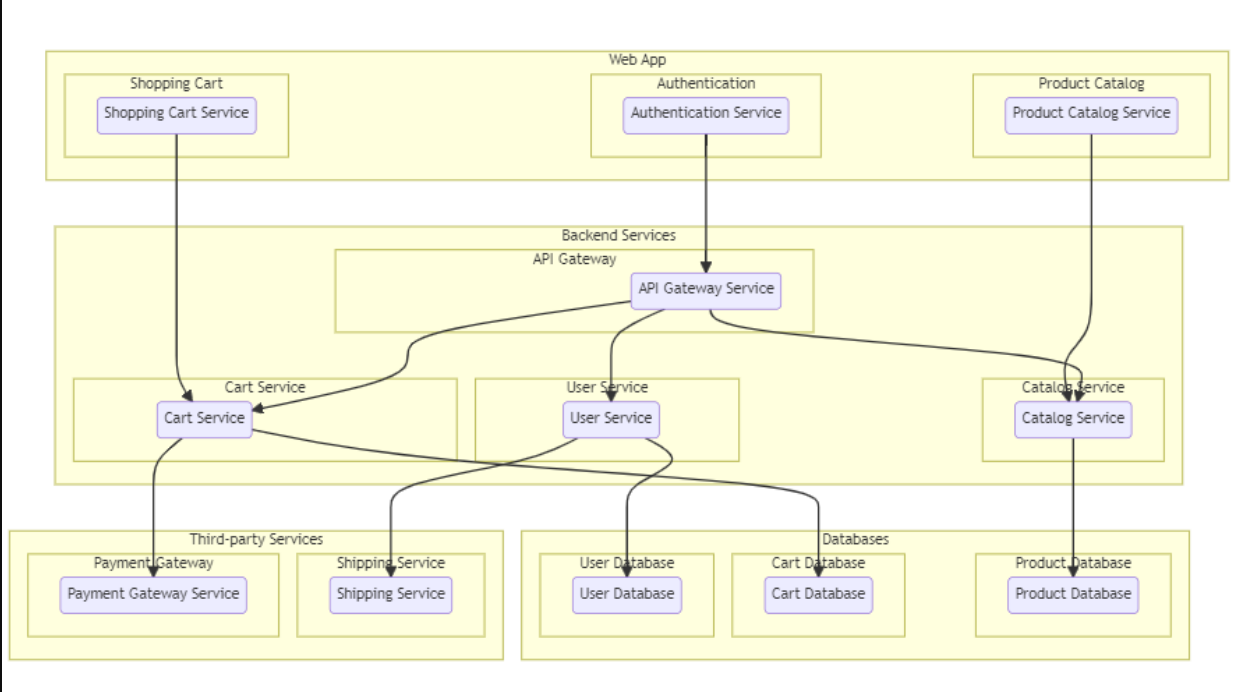 Web App
Shopping Cart
Authentication
Product Catalog
Shopping Cart Service
Authentication Service
Product Catalog Service
Backend Services
API Gateway
API Gateway Service
Cart Service
User Service
Catalog Service
Cart Service
User Service
Catalog Service
Third-party Services
Databases
Payment Gateway
Shipping Service
User Database
Cart Database
Product Database
Payment Gateway Service
Shipping Service
User Database
Cart Database
Product Database